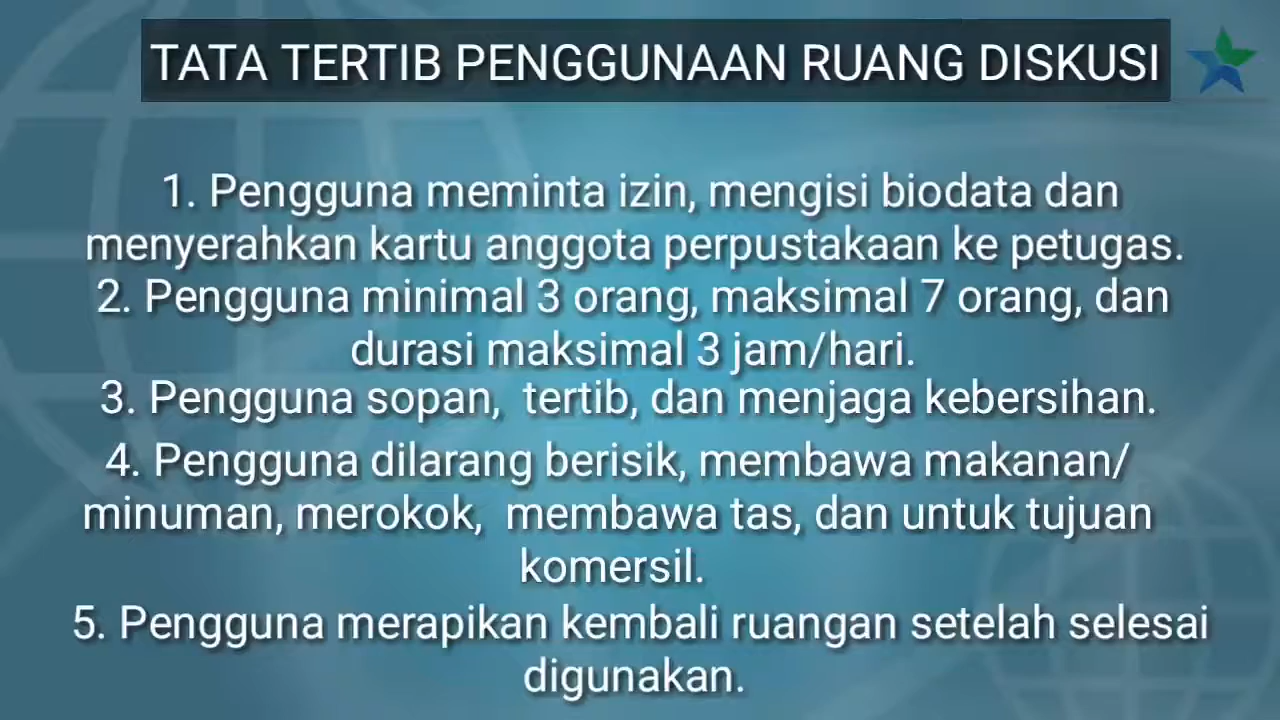 TATA TERTIB PENGGUNAAN RUANG DISKUSI
1. Pengguna meminta izin, mengisi biodata dan
menyerahkan kartu anggota perpustakaan ke petugas.
2. Pengguna minimal 3 orang, maksimal 7 orang, dan
durasi maksimal 3 jam/hari.
3. Pengguna sopan,  tertib, dan menjaga kebersihan.
4. Pengguna dilarang berisik, membawa makanan/
minuman, merokok,  membawa tas, dan untuk tujuan
komersil.
5. Pengguna merapikan kembali ruangan setelah selesai
digunakan.